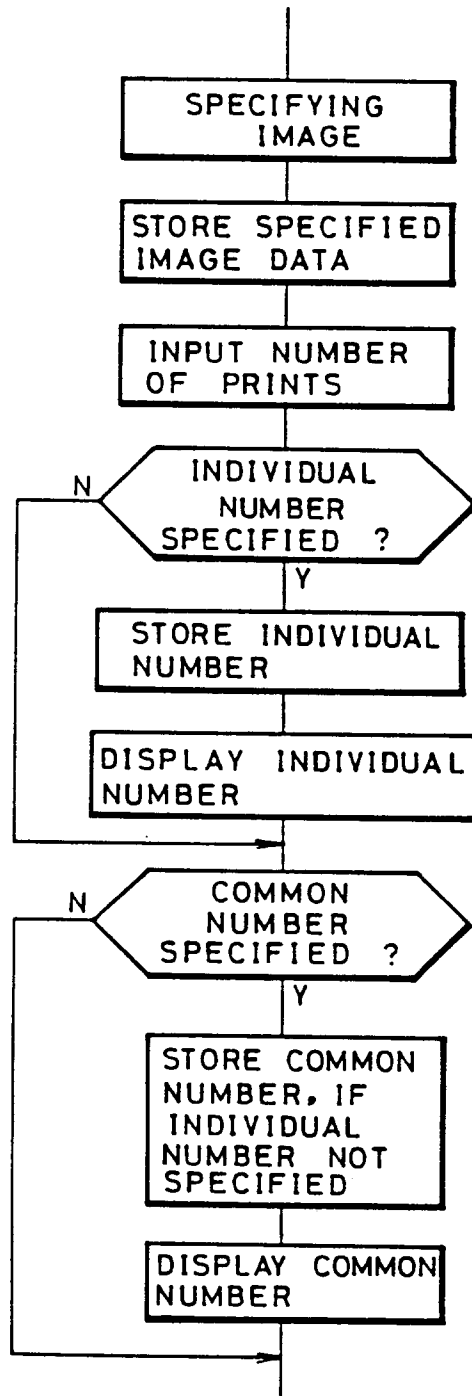 SPECIFYING
IMAGE
STORE SPECIFIED
IMAGE DATA
INPUT NUMBER
OF PRINTS
N
INDIVIDUAL
NUMBER
SPECIFIED ?
Y
STORE INDIVIDUAL
NUMBER
DISPLAY INDIVIDUAL
NUMBER
N
COMMON
NUMBER
SPECIFIED ?
Y
STORE COMMON
NUMBER, IF
INDIVIDUAL
NUMBER NOT
SPECIFIED
DISPLAY COMMON
NUMBER